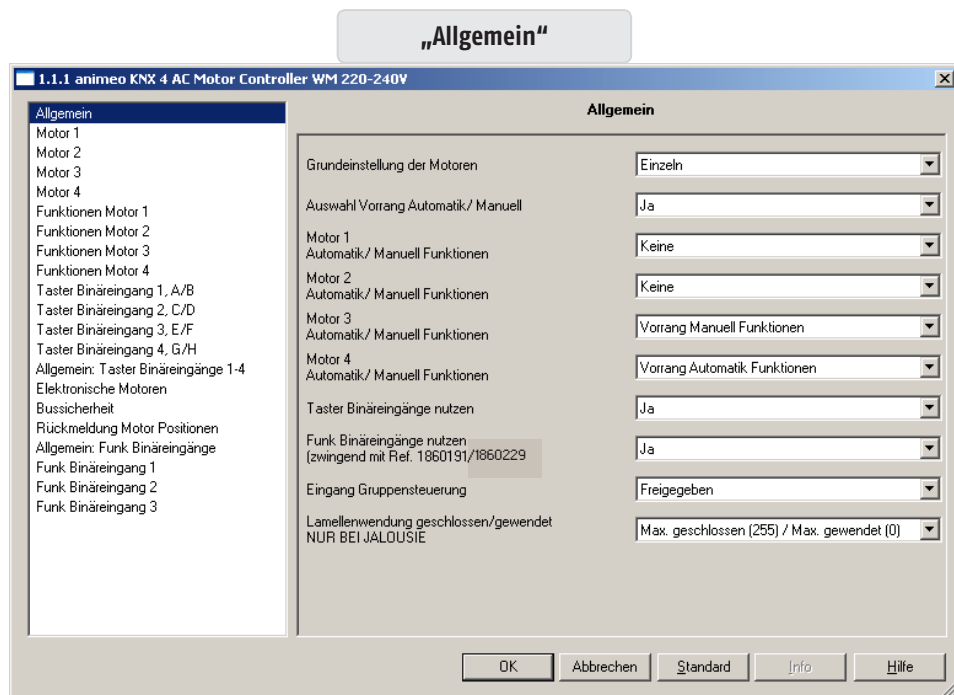 „Allgemein“
1.1.1 animeo KNX 4 AC Motor Controller WM 220-240V
Allgemein
Motor 1
Motor 2
Motor 3
Motor 4
Funktionen Motor 1
Funktionen Motor 2
Funktionen Motor 3
Funktionen Motor 4
Taster Binäreingang 1, A/B
Taster Binäreingang 2, C/D
Taster Binäreingang 3, E/F
Taster Binäreingang 4, G/H
Allgemein: Taster Binäreingänge 1-4
Elektronische Motoren
Bussicherheit
Rückmeldung Motor Positionen
Allgemein: Funk Binäreingänge
Funk Binäreingang 1
Funk Binäreingang 2
Funk Binäreingang 3
Allgemein
Grundeinstellung der Motoren Einzeln
Auswahl Vorrang Automatik/ Manuell Ja
Motor 1
Automatik/ Manuell Funktionen Keine
Motor 2
Automatik/ Manuell Funktionen Keine
Motor 3
Automatik/ Manuell Funktionen Vorrang Manuell Funktionen
Motor 4
Automatik/ Manuell Funktionen Vorrang Automatik Funktionen
Taster Binäreingänge nutzen Ja
Funk Binäreingänge nutzen
(zwingend mit Ref. 1860191/1860229 Ja
Eingang Gruppensteuerung Freigegeben
Lamellenwendung geschlossen/gewendet
NUR BEI JALOUSIE Max. geschlossen (255) / Max. gewendet (0)
OK Abbrechen Standard Info Hilfe